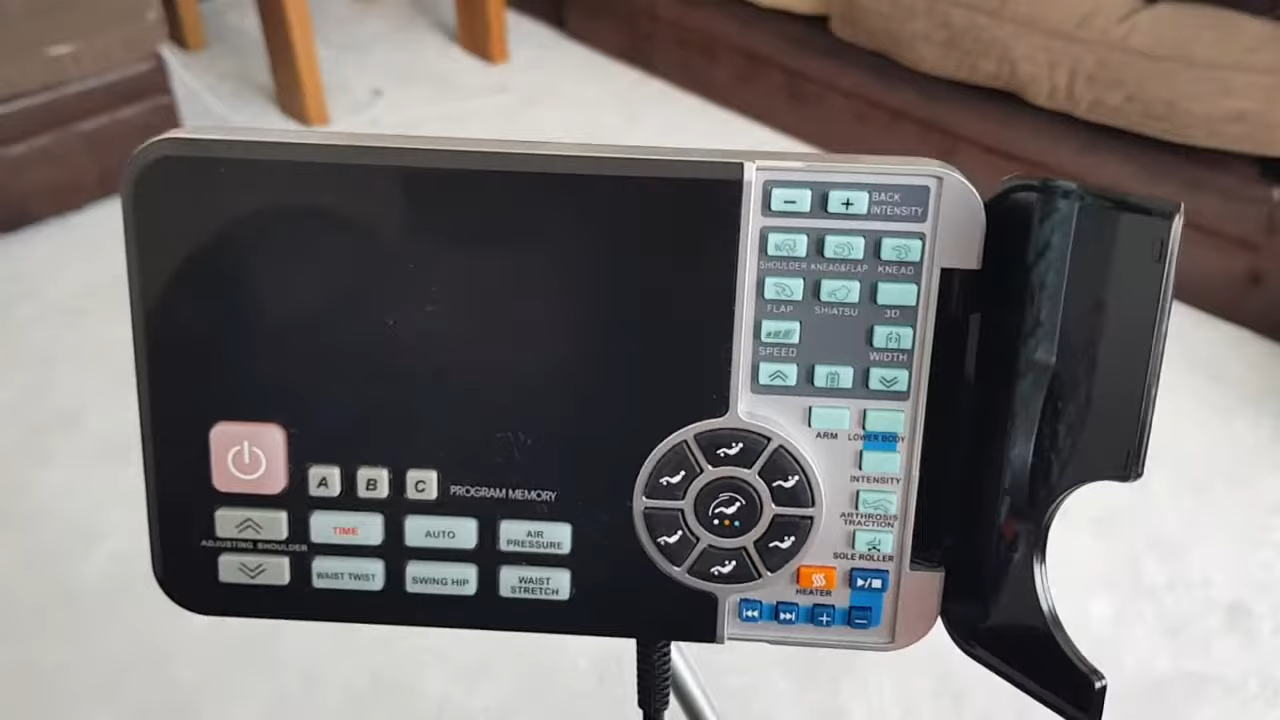 - + BACK
INTENSITY
SHOULDER KNEAD&FLAP KNEAD
FLAP SHIATSU 3D
SPEED WIDTH
ARM LOWER BODY
INTENSITY
ARTHROSIS
TRACTION
SOLE ROLLER
HEATER
+ -
A B C PROGRAM MEMORY
ADJUSTING SHOULDER
TIME AUTO AIR
PRESSURE
WAIST TWIST SWING HIP WAIST
STRETCH